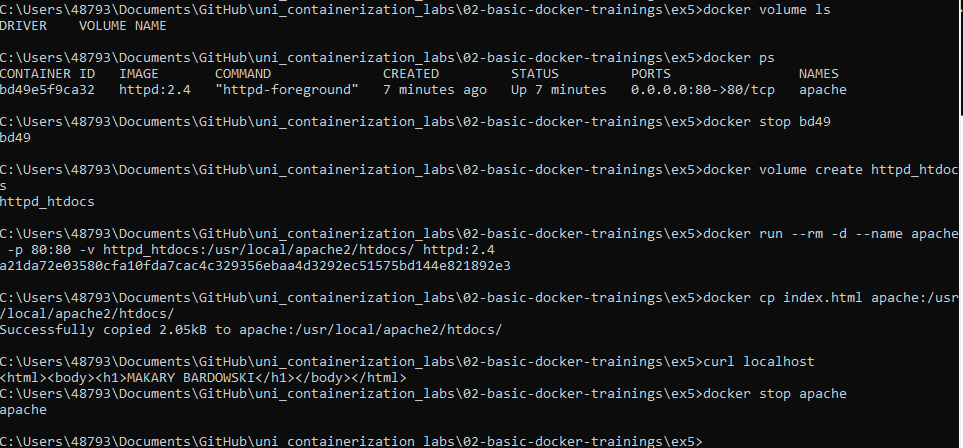 C:\Users\48793\Documents\GitHub\uni_containerization_labs\02-basic-docker-trainings\ex5>docker volume ls
DRIVER    VOLUME NAME
C:\Users\48793\Documents\GitHub\uni_containerization_labs\02-basic-docker-trainings\ex5>docker ps
CONTAINER ID   IMAGE       COMMAND              CREATED         STATUS         PORTS                NAMES
bd49e5f9ca32   httpd:2.4   "httpd-foreground"   7 minutes ago   Up 7 minutes   0.0.0.0:80->80/tcp   apache
C:\Users\48793\Documents\GitHub\uni_containerization_labs\02-basic-docker-trainings\ex5>docker stop bd49
bd49
C:\Users\48793\Documents\GitHub\uni_containerization_labs\02-basic-docker-trainings\ex5>docker volume create httpd_htdoc
s
httpd_htdocs
C:\Users\48793\Documents\GitHub\uni_containerization_labs\02-basic-docker-trainings\ex5>docker run --rm -d --name apache
 -p 80:80 -v httpd_htdocs:/usr/local/apache2/htdocs/ httpd:2.4
a21da72e03580cfa10fda7cac4c329356ebaa4d3292ec51575bd144e821892e3
C:\Users\48793\Documents\GitHub\uni_containerization_labs\02-basic-docker-trainings\ex5>docker cp index.html apache:/usr
/local/apache2/htdocs/
Successfully copied 2.05kB to apache:/usr/local/apache2/htdocs/
C:\Users\48793\Documents\GitHub\uni_containerization_labs\02-basic-docker-trainings\ex5>curl localhost
<html><body><h1>MAKARY BARDOWSKI</h1></body></html>
C:\Users\48793\Documents\GitHub\uni_containerization_labs\02-basic-docker-trainings\ex5>docker stop apache
apache
C:\Users\48793\Documents\GitHub\uni_containerization_labs\02-basic-docker-trainings\ex5>